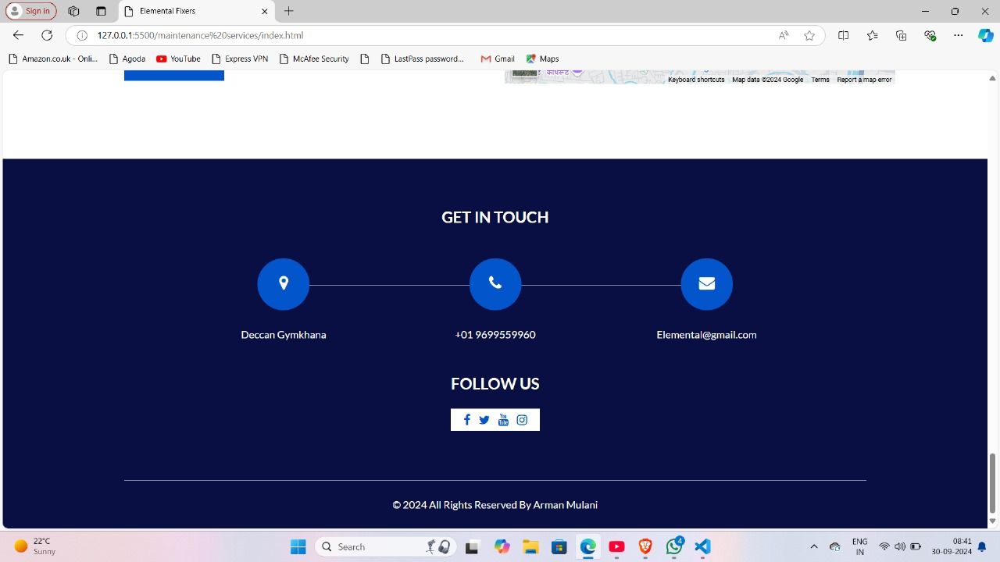 Sign in
Elemental Fixers
127.0.0.1:5500/maintenance%20services/index.html
Amazon.co.uk - Onli...
Agoda
YouTube
Express VPN
McAfee Security
LastPass password...
Gmail
Maps
Keyboard shortcuts
Map data ©2024 Google
Terms
Report a map error
GET IN TOUCH
Deccan Gymkhana
+01 9699559960
Elemental@gmail.com
FOLLOW US
You Tube
© 2024 All Rights Reserved By Arman Mulani
22°C
Sunny
Search
4
ENG
IN
08:41
30-09-2024